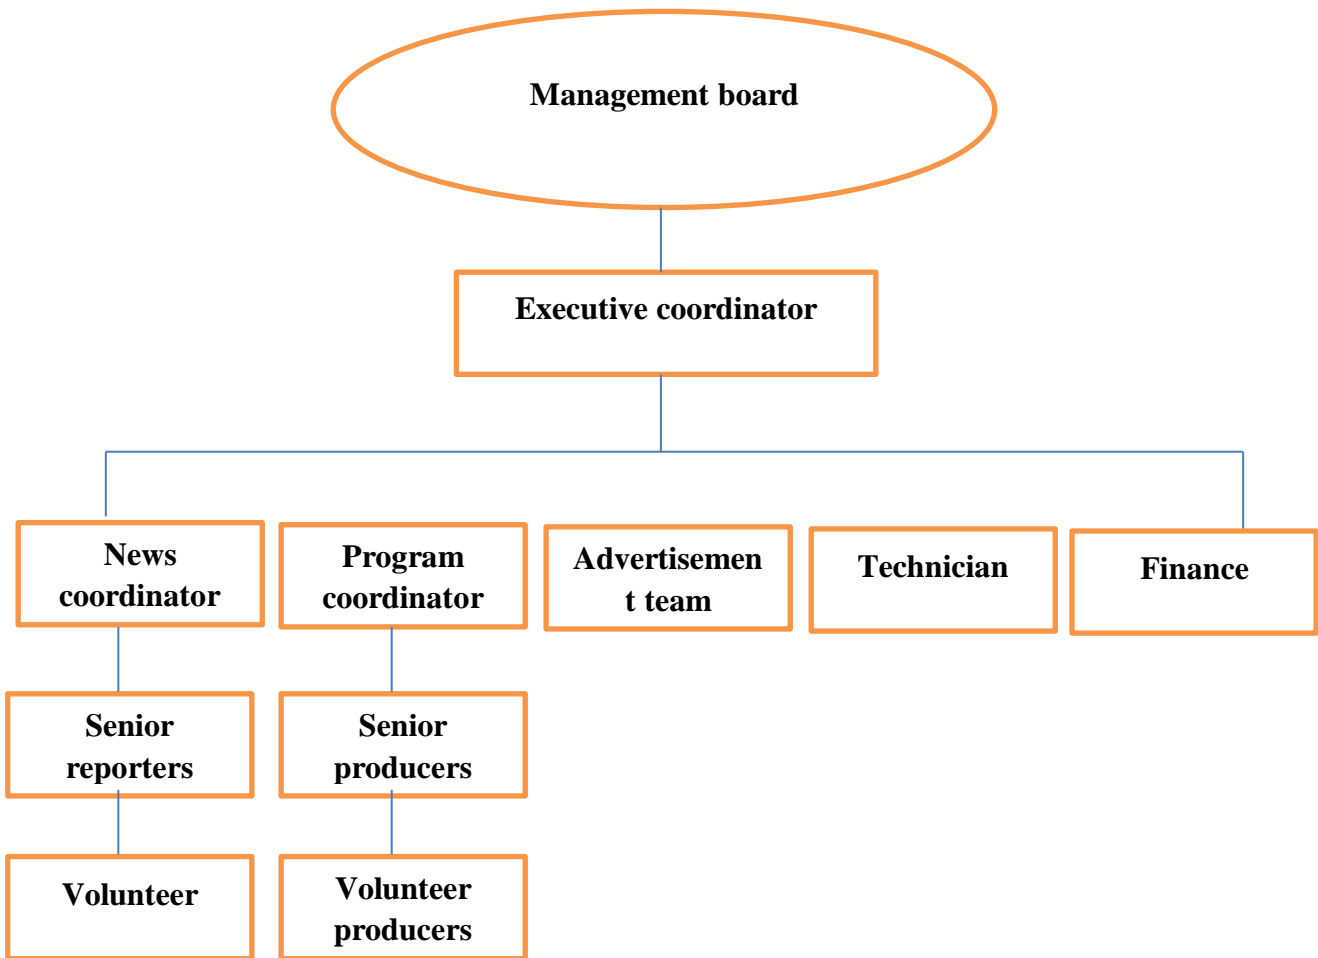 Management board
Executive coordinator
News
coordinator
Program
coordinator
Advertisemen
t team
Technician
Finance
Senior
reporters
Senior
producers
Volunteer
Volunteer
producers